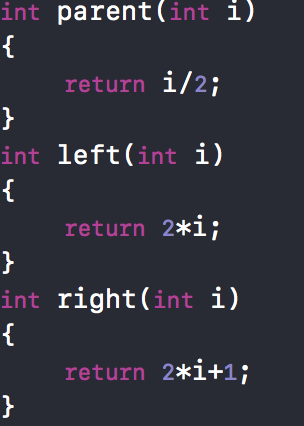 int parent(int i)
{
    return i/2;
}
int left(int i)
{
    return 2*i;
}
int right(int i)
{
    return 2*i+1;
}